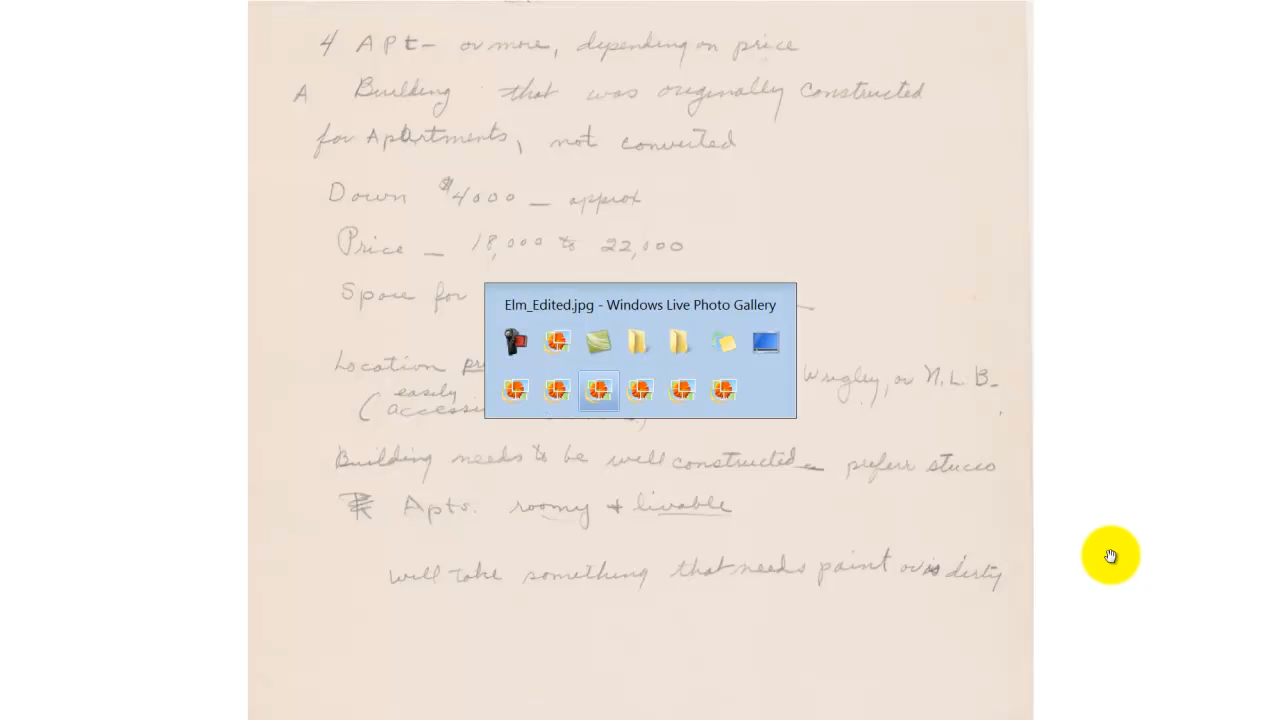 4 APt- or more, depending on price
A Building that was originally constructed
for Apartments, not converted
Down $4000 - approx
Price - 18,000 to 22,000
Space for
Elm_Edited.jpg - Windows Live Photo Gallery
Location Wrigley, or N. L. B.
easily
(
Building needs to be well constructed - preferr stucco
Apts. roomy + livable
will take something that needs paint or is dirty